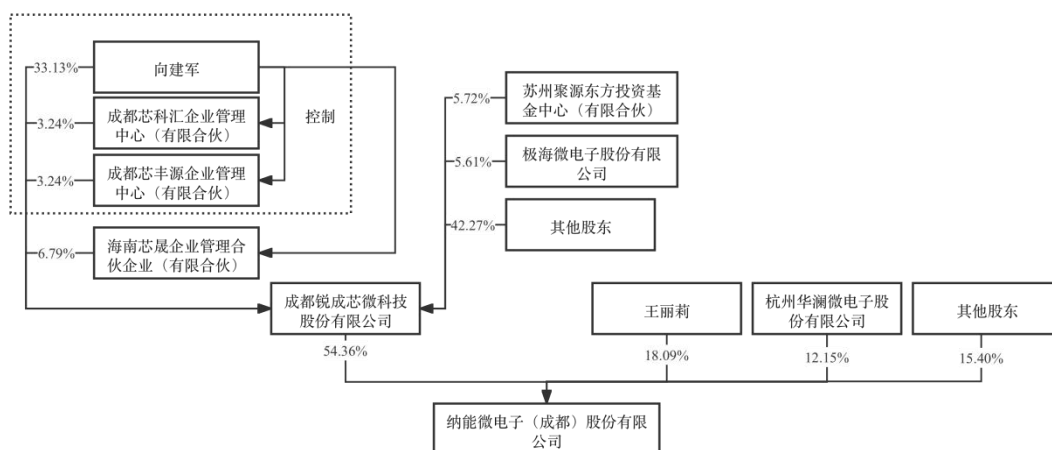 33.13%
向建军
成都芯科汇企业管理
中心（有限合伙）
3.24%
控制
成都芯丰源企业管理
中心（有限合伙）
3.24%
海南芯晟企业管理合
伙企业（有限合伙）
6.79%
苏州聚源东方投资基
金中心（有限合伙）
5.72%
极海微电子股份有限
公司
5.61%
42.27%
其他股东
成都锐成芯微科技
股份有限公司
王丽莉
杭州华澜微电子股
份有限公司
其他股东
54.36%
18.09%
12.15%
15.40%
纳能微电子（成都）股份有限
公司